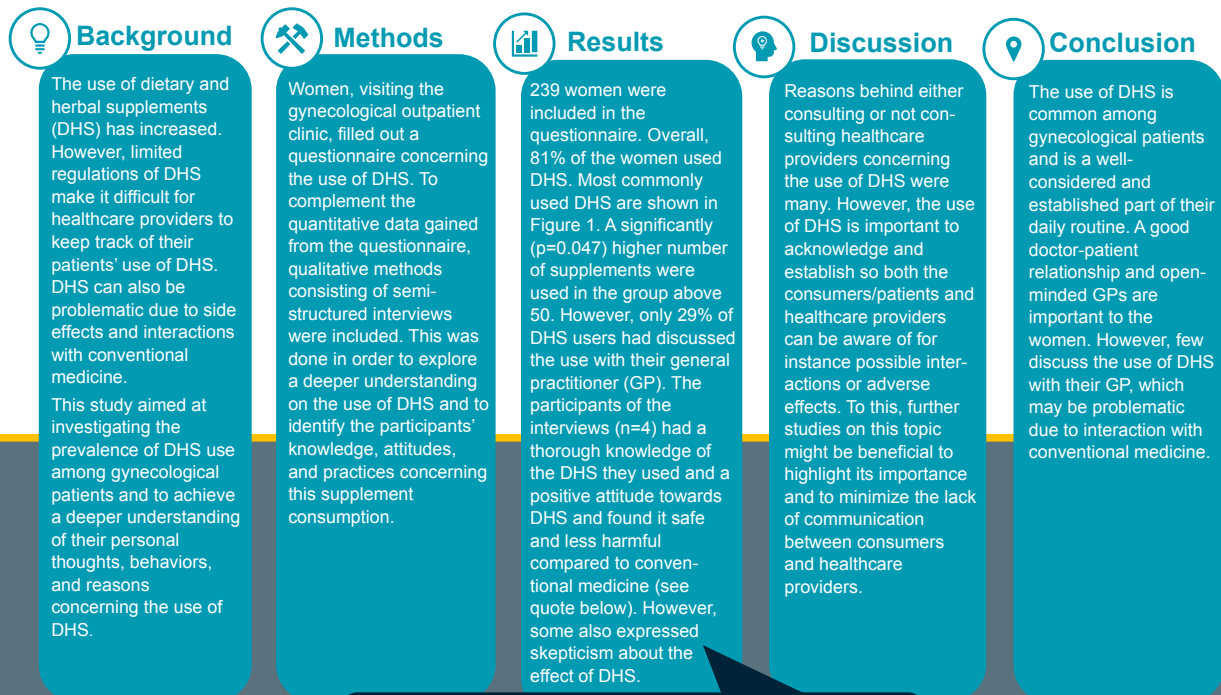 Background
The use of dietary and
herbal supplements
(DHS) has increased.
However, limited
regulations of DHS
make it difficult for
healthcare providers to
keep track of their
patients' use of DHS.
DHS can also be
problematic due to side
effects and interactions
with conventional
medicine.
This study aimed at
investigating the
prevalence of DHS use
among gynecological
patients and to achieve
a deeper understanding
of their personal
thoughts, behaviors,
and reasons
concerning the use of
DHS.
Methods
Women, visiting the
gynecological outpatient
clinic, filled out a
questionnaire concerning
the use of DHS. To
complement the
quantitative data gained
from the questionnaire,
qualitative methods
consisting of semi-
structured interviews
were included. This was
done in order to explore
a deeper understanding
on the use of DHS and to
identify the participants'
knowledge, attitudes,
and practices concerning
this supplement
consumption.
Results
239 women were
included in the
questionnaire. Overall,
81% of the women used
DHS. Most commonly
used DHS are shown in
Figure 1. A significantly
(p=0.047) higher number
of supplements were
used in the group above
50. However, only 29% of
DHS users had discussed
the use with their general
practitioner (GP). The
participants of the
interviews (n=4) had a
thorough knowledge of
the DHS they used and a
positive attitude towards
DHS and found it safe
and less harmful
compared to conven-
tional medicine (see
quote below). However,
some also expressed
skepticism about the
effect of DHS.
Discussion
Reasons behind either
consulting or not con-
sulting healthcare
providers concerning
the use of DHS were
many. However, the use
of DHS is important to
acknowledge and
establish so both the
consumers/patients and
healthcare providers
can be aware of for
instance possible inter-
actions or adverse
effects. To this, further
studies on this topic
might be beneficial to
highlight its importance
and to minimize the lack
of communication
between consumers
and healthcare
providers.
Conclusion
The use of DHS is
common among
gynecological patients
and is a well-
considered and
established part of their
daily routine. A good
doctor-patient
relationship and open-
minded GPs are
important to the
women. However, few
discuss the use of DHS
with their GP, which
may be problematic
due to interaction with
conventional medicine.